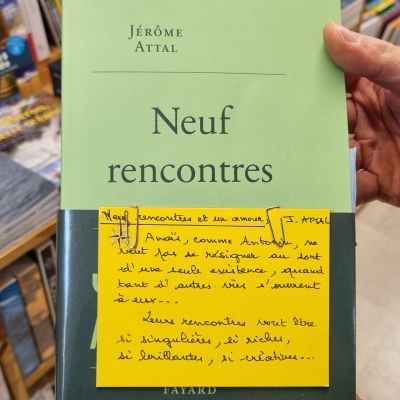 JÉRÔME
ATTAL
Neuf
rencontres
Neuf rencontres et un amour, J. ATTAL
Anaïs, comme Antonin, ne
veut pas se résigner au sort
d'une seule existence, quand
tant d'autres vies s'ouvrent
à eux...
Leurs rencontres vont être
si singulières, si riches,
si brillantes, si créatives...
FAYARD